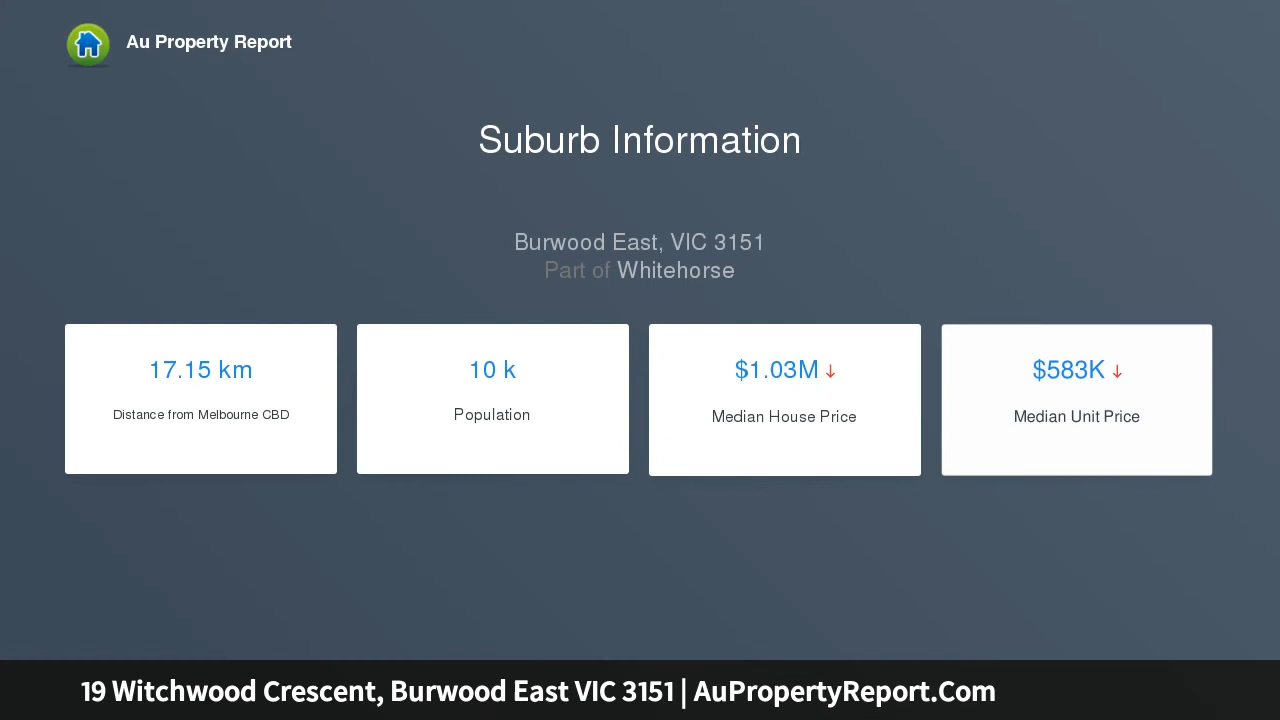 Au Property Report
Suburb Information
Burwood East, VIC 3151
Part of Whitehorse
17.15 km
Distance from Melbourne CBD
10 k
Population
$1.03M ↓
Median House Price
$583K ↓
Median Unit Price
19 Witchwood Crescent, Burwood East VIC 3151 | AuPropertyReport.Com